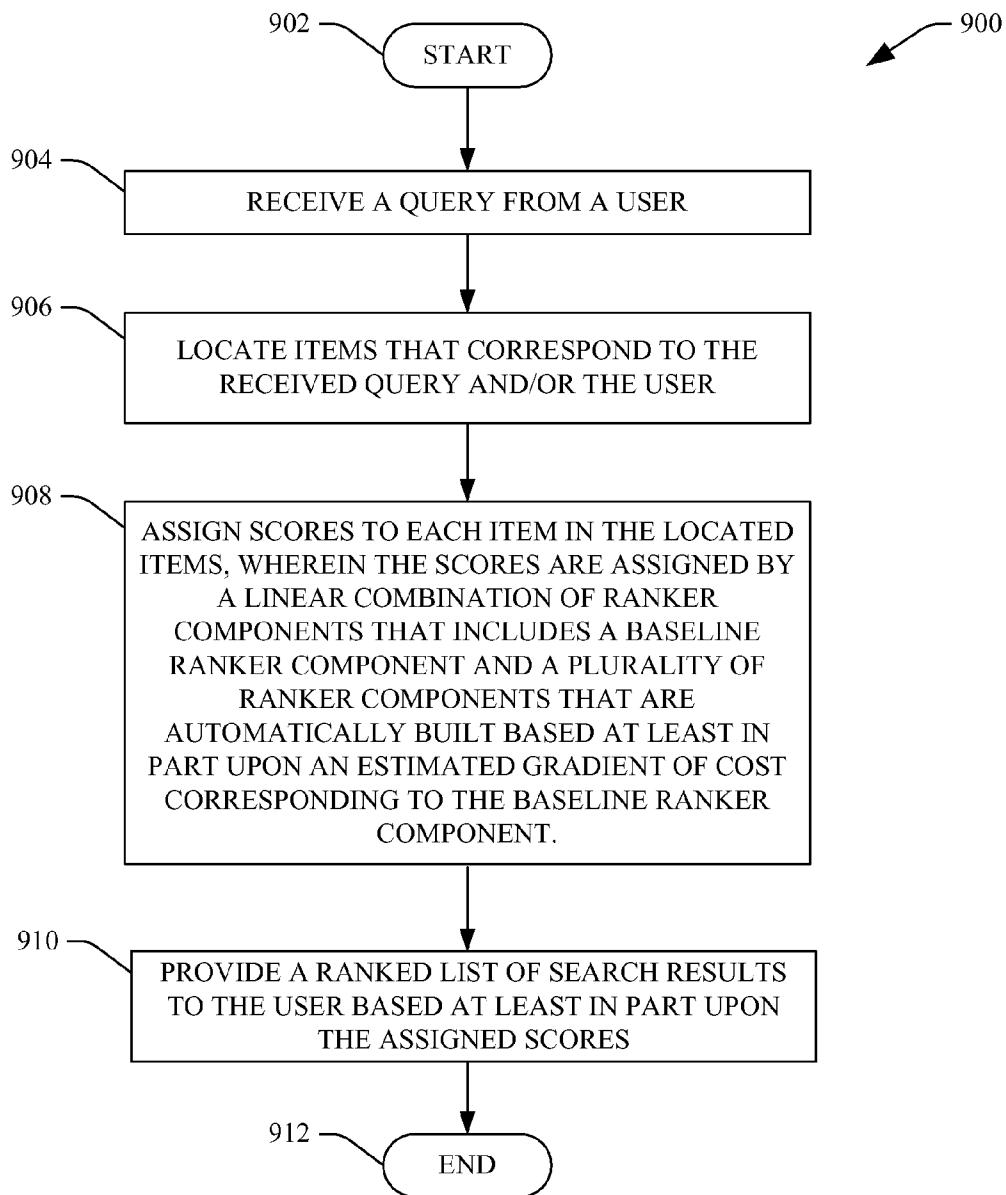 902
900
START
904
RECEIVE A QUERY FROM A USER
906
LOCATE ITEMS THAT CORRESPOND TO THE
RECEIVED QUERY AND/OR THE USER
908
ASSIGN SCORES TO EACH ITEM IN THE LOCATED
ITEMS, WHEREIN THE SCORES ARE ASSIGNED BY
A LINEAR COMBINATION OF RANKER
COMPONENTS THAT INCLUDES A BASELINE
RANKER COMPONENT AND A PLURALITY OF
RANKER COMPONENTS THAT ARE
AUTOMATICALLY BUILT BASED AT LEAST IN
PART UPON AN ESTIMATED GRADIENT OF COST
CORRESPONDING TO THE BASELINE RANKER
COMPONENT.
910
PROVIDE A RANKED LIST OF SEARCH RESULTS
TO THE USER BASED AT LEAST IN PART UPON
THE ASSIGNED SCORES
912
END